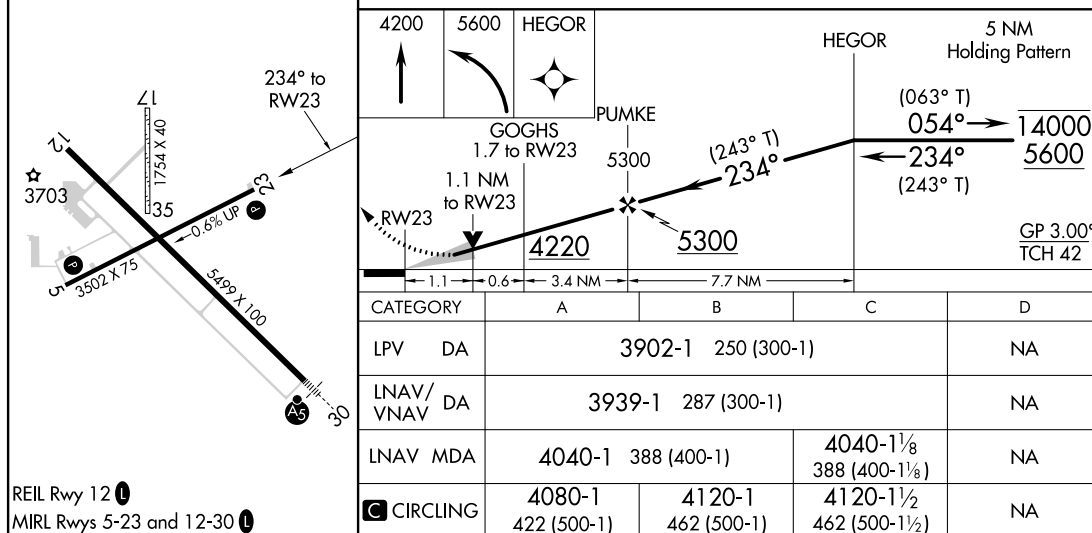 234° to
RW23
12
17
1754 X 40
35
3703
0.6% UP
23
P
P
5
3502 X 75
5499 X 100
A5
30
REIL Rwy 12 L
MIRL Rwys 5-23 and 12-30 L
4200
5600
HEGOR
HEGOR
5 NM
Holding Pattern
PUMKE
GOGHS
1.7 to RW23
5300
(243° T)
234°
(063° T)
054°
14000
5600
234°
(243° T)
1.1 NM
to RW23
RW23
4220
5300
GP 3.00°
TCH 42
1.1
0.6
3.4 NM
7.7 NM
CATEGORY A B C D
LPV DA 3902-1 250 (300-1) NA
LNAV/
VNAV DA 3939-1 287 (300-1) NA
LNAV MDA 4040-1 388 (400-1) 4040-1⅛
388 (400-1⅛) NA
C CIRCLING 4080-1
422 (500-1) 4120-1
462 (500-1) 4120-1½
462 (500-1½) NA